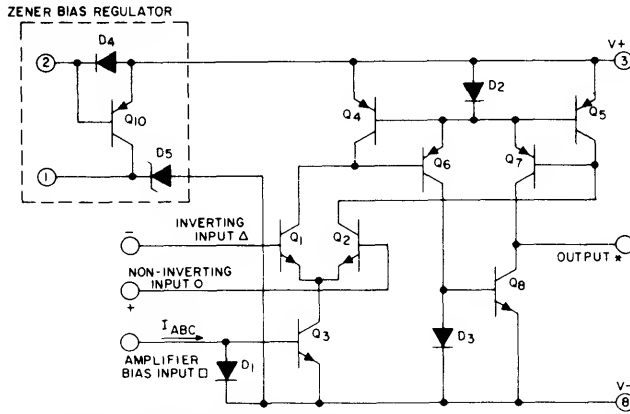 ZENER BIAS REGULATOR
D4
V+
2
3
D2
Q4
Q5
Q10
Q6
Q7
D5
1
−
INVERTING
INPUT △
Q1
Q2
OUTPUT *
NON-INVERTING
INPUT O
Q8
+
IABC
Q3
D3
AMPLIFIER
BIAS INPUT □
D1
V-
8